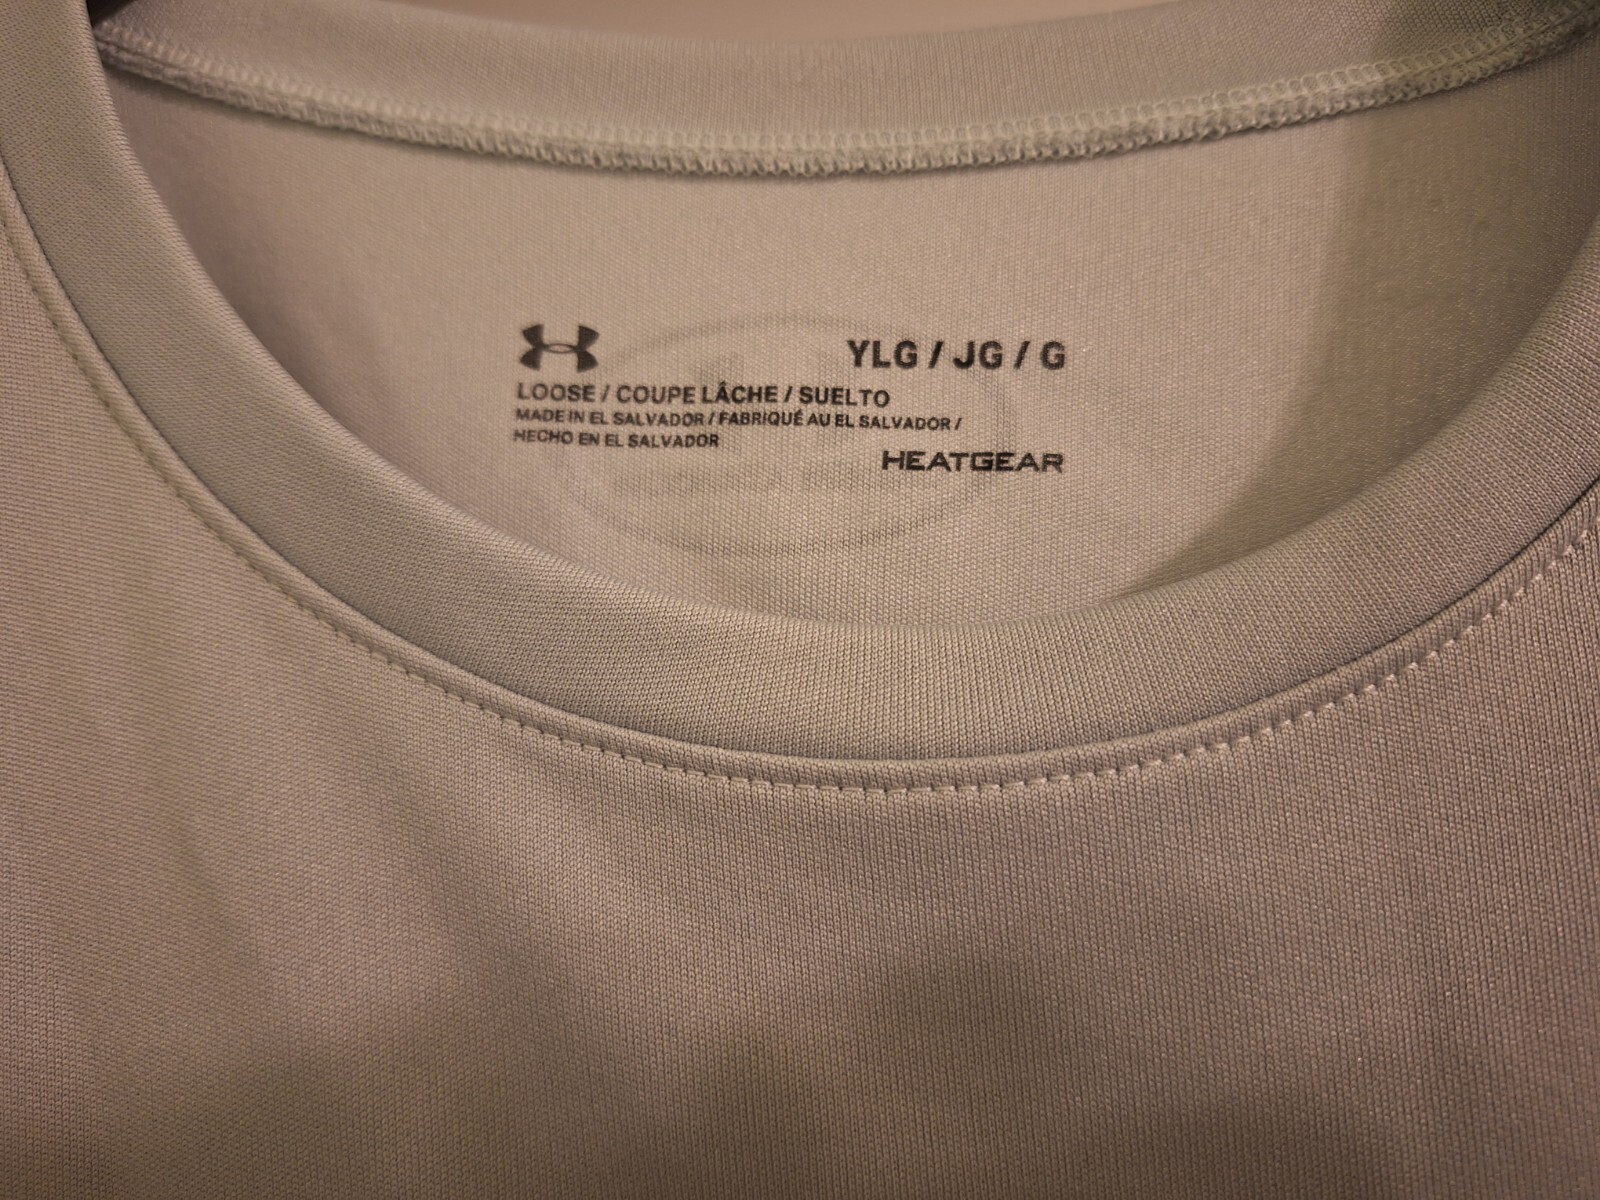 YLG / JG / G
LOOSE / COUPE LÂCHE / SUELTO
MADE IN EL SALVADOR / FABRIQUÉ AU EL SALVADOR /
HECHO EN EL SALVADOR
HEATGEAR